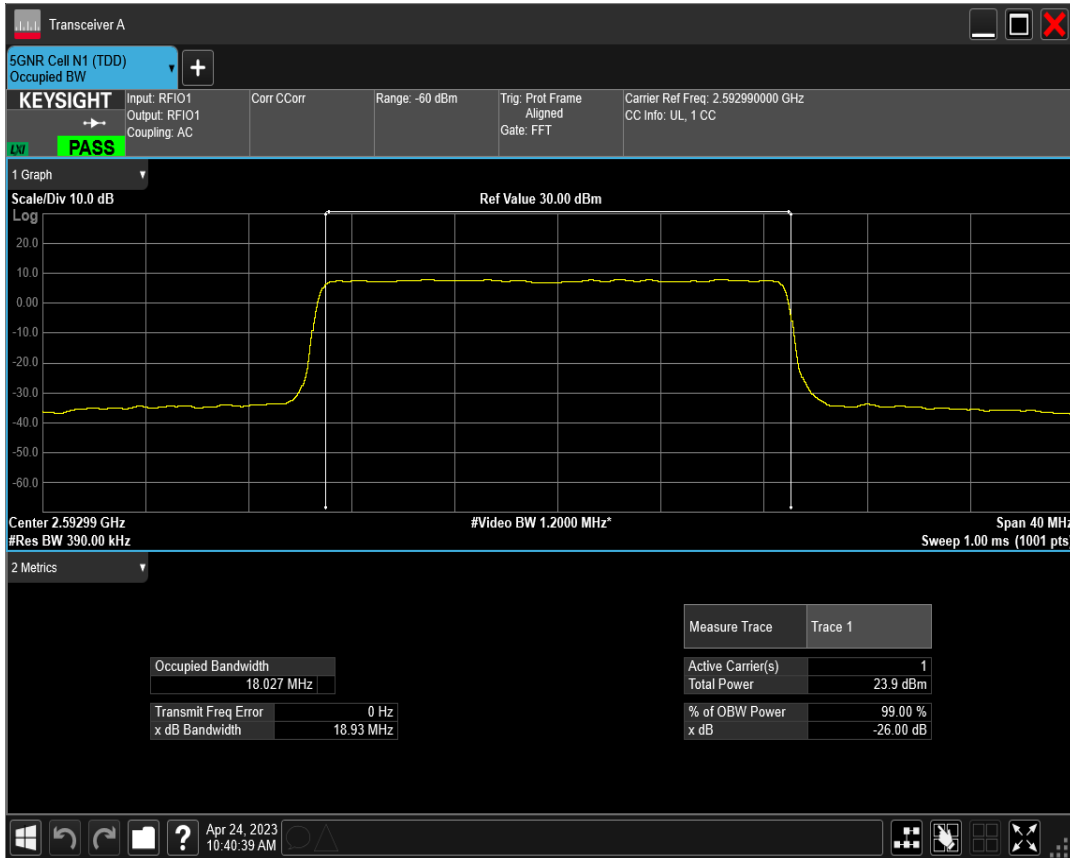 Transceiver A
5GNR Cell N1 (TDD)
Occupied BW
+
KEYSIGHT
LXI
PASS
Input: RFIO1
Output: RFIO1
Coupling: AC
Corr CCorr
Range: -60 dBm
Trig: Prot Frame
Aligned
Gate: FFT
Carrier Ref Freq: 2.592990000 GHz
CC Info: UL, 1 CC
1 Graph
Scale/Div 10.0 dB
Ref Value 30.00 dBm
Log
20.0
10.0
0.00
-10.0
-20.0
-30.0
-40.0
-50.0
-60.0
Center 2.59299 GHz
#Video BW 1.2000 MHz*
Span 40 MHz
#Res BW 390.00 kHz
Sweep 1.00 ms (1001 pts)
2 Metrics
Measure Trace Trace 1
Occupied Bandwidth
18.027 MHz
Active Carrier(s) 1
Total Power 23.9 dBm
Transmit Freq Error 0 Hz
x dB Bandwidth 18.93 MHz
% of OBW Power 99.00 %
x dB -26.00 dB
?
Apr 24, 2023
10:40:39 AM